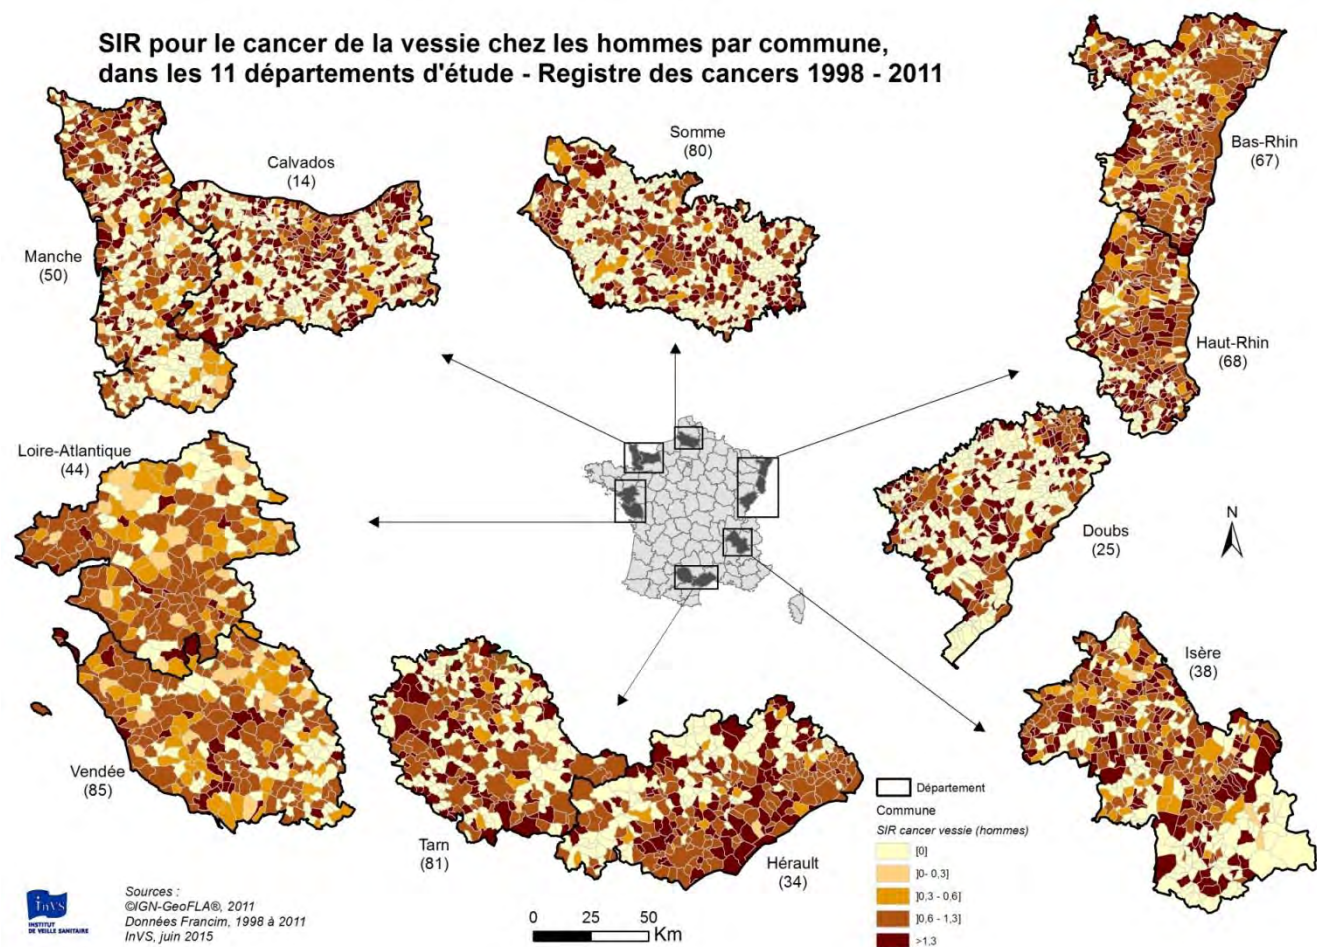 SIR pour le cancer de la vessie chez les hommes par commune,
dans les 11 départements d'étude - Registre des cancers 1998 - 2011
Somme
(80)
Calvados
(14)
Bas-Rhin
(67)
Manche
(50)
Haut-Rhin
(68)
Loire-Atlantique
(44)
N
Doubs
(25)
Isère
(38)
Vendée
(85)
Tarn
(81)
Hérault
(34)
Département
Commune
SIR cancer vessie (hommes)
[0]
]0- 0,3]
]0,3 - 0,6]
]0,6 - 1,3]
>1,3
InVS
INSTITUT
DE VEILLE SANITAIRE
Sources :
©IGN-GeoFLA®, 2011
Données Francim, 1998 à 2011
InVS, juin 2015
0 25 50
Km